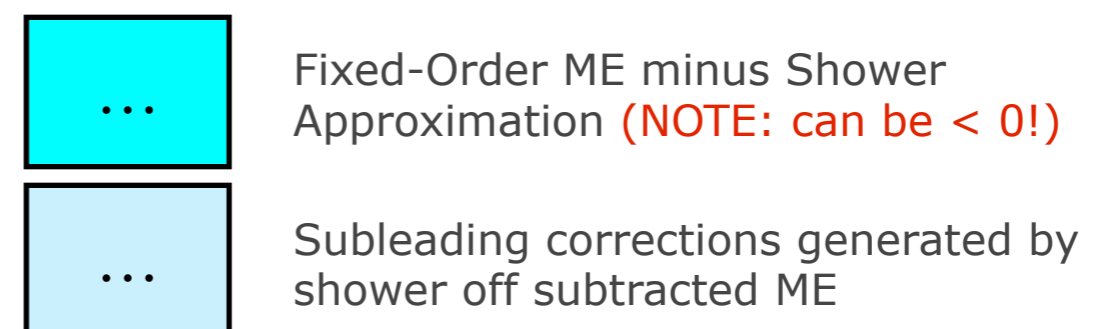 ...
Fixed-Order ME minus Shower
Approximation (NOTE: can be < 0!)
...
Subleading corrections generated by
shower off subtracted ME